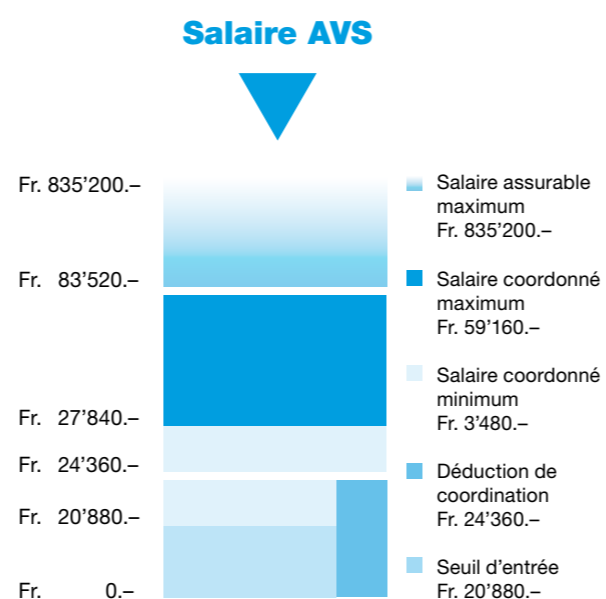 Salaire AVS
Fr. 835’200.–
Fr. 83’520.–
Fr. 27’840.–
Fr. 24’360.–
Fr. 20’880.–
Fr. 0.–
Salaire assurable
maximum
Fr. 835’200.–
Salaire coordonné
maximum
Fr. 59’160.–
Salaire coordonné
minimum
Fr. 3’480.–
Déduction de
coordination
Fr. 24’360.–
Seuil d’entrée
Fr. 20’880.–